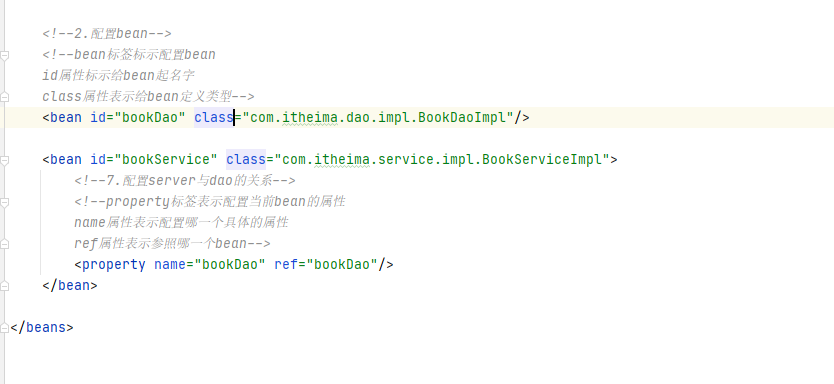 <!--2.配置bean-->
<!--bean标签标示配置bean
id属性标示给bean起名字
class属性表示给bean定义类型-->
<bean id="bookDao" class="com.itheima.dao.impl.BookDaoImpl"/>
<bean id="bookService" class="com.itheima.service.impl.BookServiceImpl">
<!--7.配置server与dao的关系-->
<!--property标签表示配置当前bean的属性
name属性表示配置哪一个具体的属性
ref属性表示参照哪一个bean-->
<property name="bookDao" ref="bookDao"/>
</bean>
</beans>